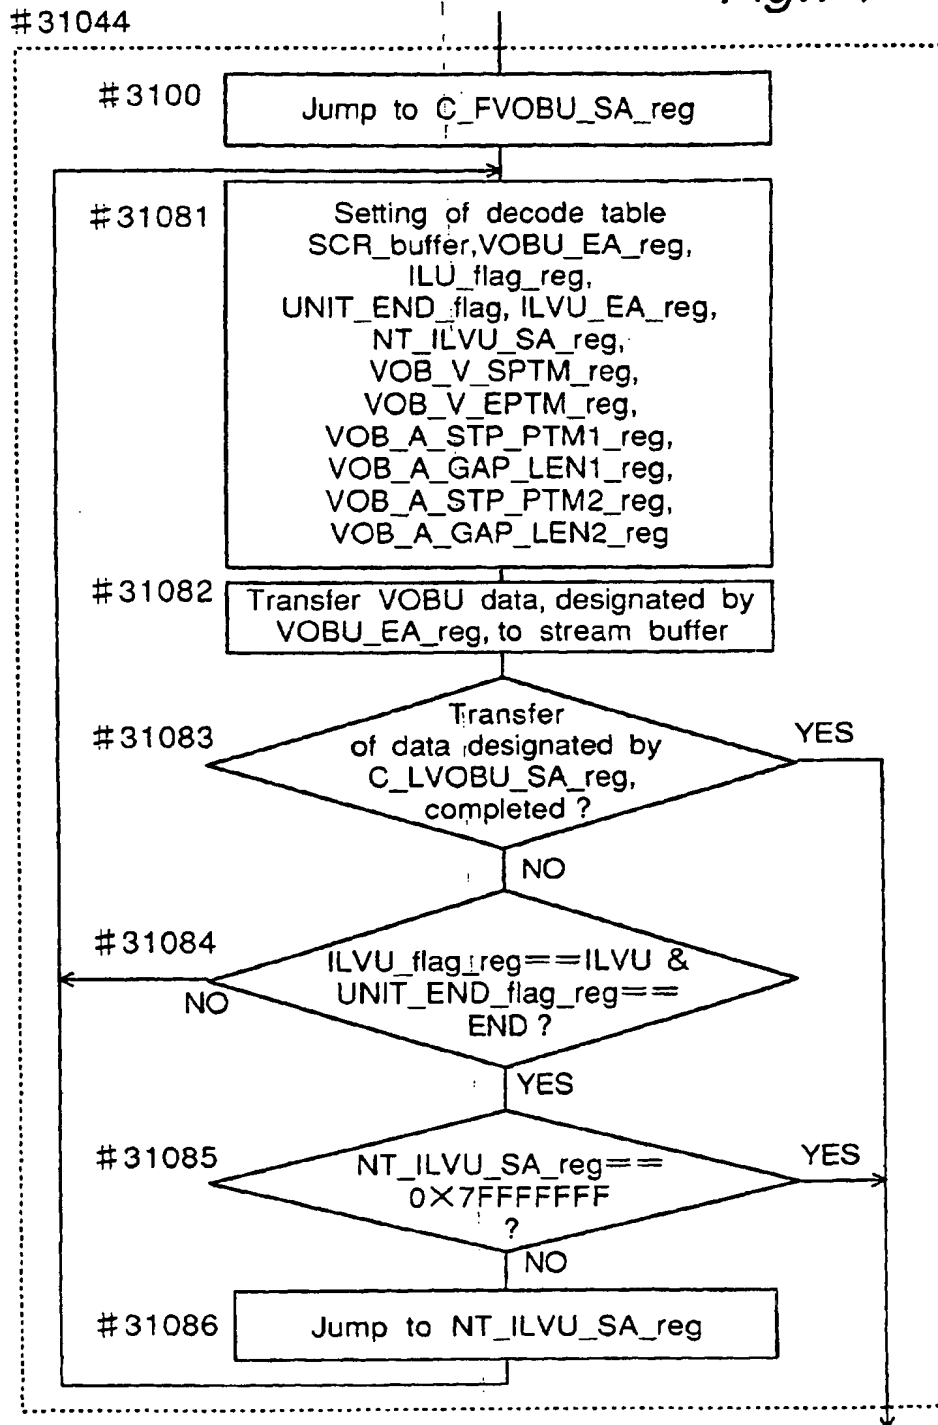 #31044
#3100
Jump to C_FVOBU_SA_reg
#31081
Setting of decode table
SCR_buffer,VOBU_EA_reg,
ILU_flag_reg,
UNIT_END_flag, ILVU_EA_reg,
NT_ILVU_SA_reg,
VOB_V_SPTM_reg,
VOB_V_EPTM_reg,
VOB_A_STP_PTM1_reg,
VOB_A_GAP_LEN1_reg,
VOB_A_STP_PTM2_reg,
VOB_A_GAP_LEN2_reg
#31082
Transfer VOBU data, designated by
VOBU_EA_reg, to stream buffer
#31083
Transfer
of data designated by
C_LVOBU_SA_reg,
completed ?
YES
NO
#31084
ILVU_flag_reg==ILVU &
UNIT_END_flag_reg==
END ?
NO
YES
#31085
NT_ILVU_SA_reg==
0X7FFFFFFF
?
YES
NO
#31086
Jump to NT_ILVU_SA_reg